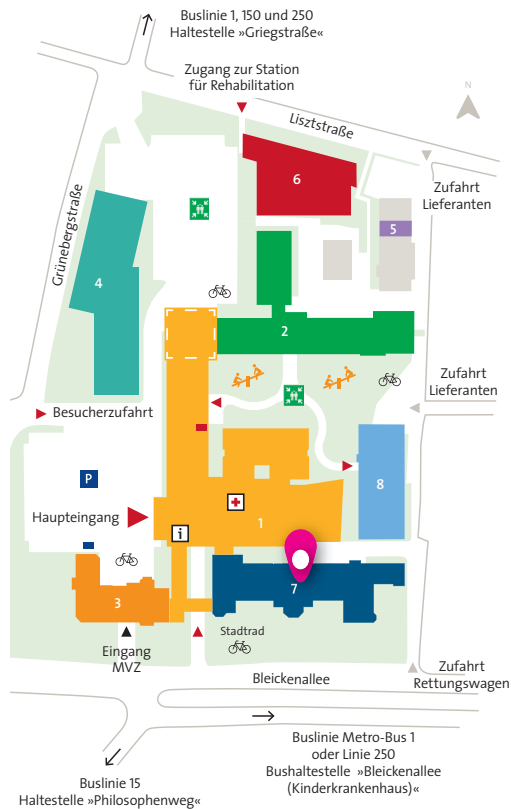 Buslinie 1, 150 und 250
Haltestelle »Griegstraße«
Zugang zur Station
für Rehabilitation
N
Lisztstraße
6
Zufahrt
Lieferanten
Grünebergstraße
5
4
2
Zufahrt
Lieferanten
Besucherzufahrt
P
8
Haupteingang
1
i
7
3
Stadtrad
Eingang
MVZ
Zufahrt
Rettungswagen
Bleickenallee
Buslinie Metro-Bus 1
oder Linie 250
Bushaltestelle »Bleickenallee
(Kinderkrankenhaus)«
Buslinie 15
Haltestelle »Philosophenweg«